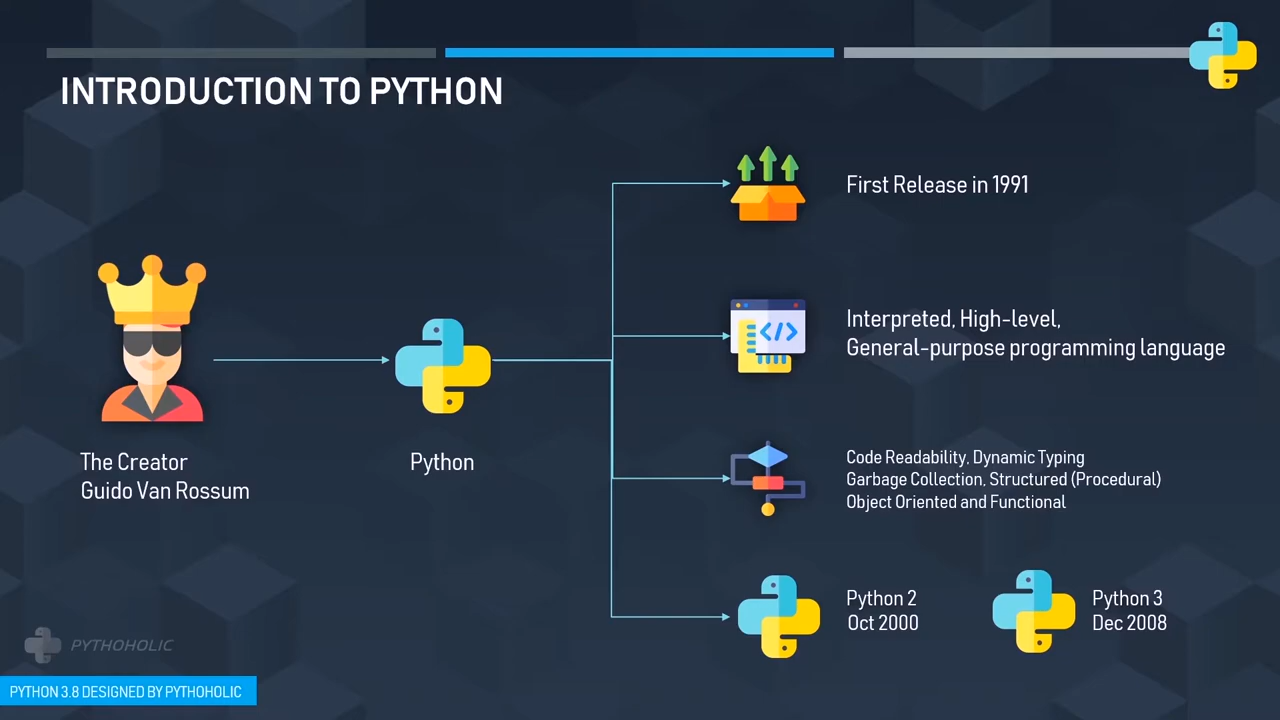 INTRODUCTION TO PYTHON
First Release in 1991
Interpreted, High-level,
General-purpose programming language
The Creator
Guido Van Rossum
Python
Code Readability, Dynamic Typing
Garbage Collection, Structured (Procedural)
Object Oriented and Functional
Python 2
Oct 2000
Python 3
Dec 2008
PYTHOHOLIC
PYTHON 3.8 DESIGNED BY PYTHOHOLIC